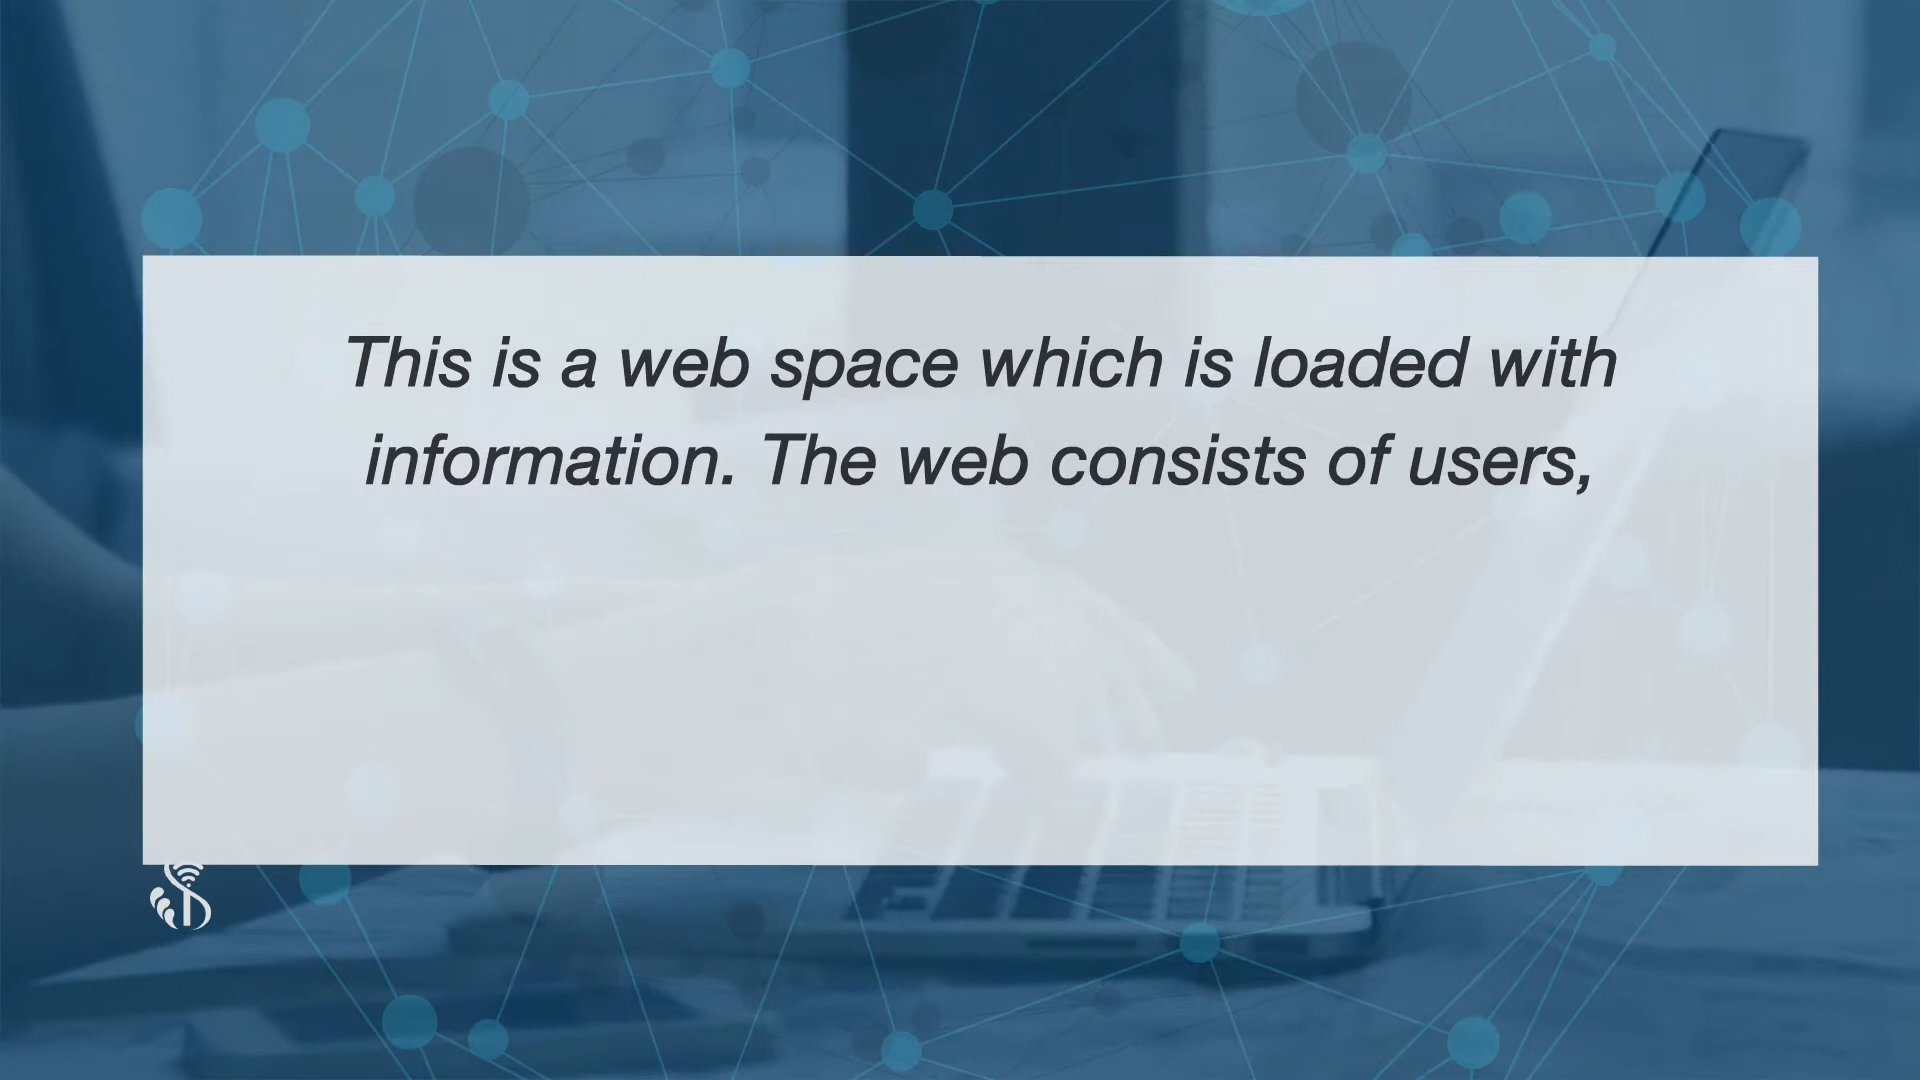 This is a web space which is loaded with
information. The web consists of users,